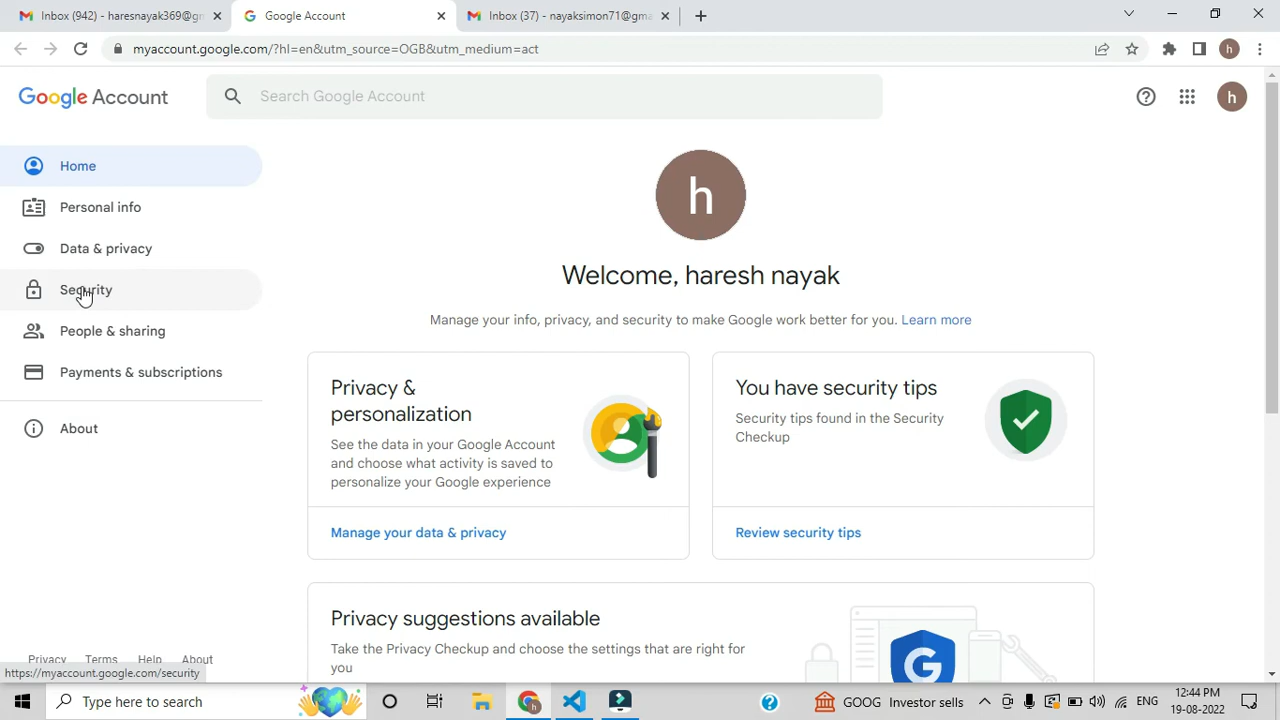 Inbox (942) - haresnayak369@gm
Google Account
Inbox (37) - nayaksimon71@gma
myaccount.google.com/?hl=en&utm_source=OGB&utm_medium=act
h
Google Account
Search Google Account
h
Home
Personal info
Data & privacy
Security
People & sharing
Payments & subscriptions
About
h
Welcome, haresh nayak
Manage your info, privacy, and security to make Google work better for you. Learn more
Privacy &
personalization
See the data in your Google Account
and choose what activity is saved to
personalize your Google experience
Manage your data & privacy
You have security tips
Security tips found in the Security
Checkup
Review security tips
Privacy suggestions available
Take the Privacy Checkup and choose the settings that are right for
you
G
Privacy Terms Help About
https://myaccount.google.com/security
Type here to search
h
GOOG Investor sells
ENG
12:44 PM
19-08-2022